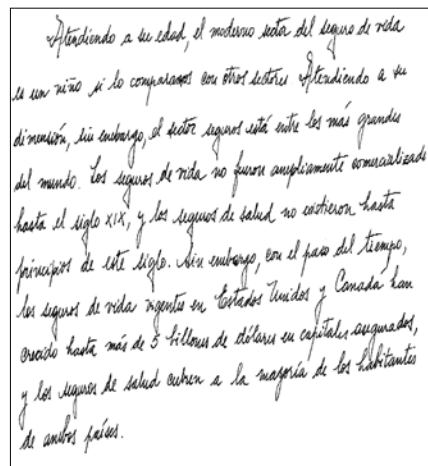 Atendiendo a su edad, el moderno sector del seguro de vida
es un niño si lo comparamos con otros sectores Atendiendo a su
dimensión, sin embargo, el sector seguros está entre los más grandes
del mundo. Los seguros de vida no fueron ampliamente comercializados
hasta el siglo XIX, y los seguros de salud no existieron hasta
principios de este siglo. Sin embargo, con el paso del tiempo,
los seguros de vida vigentes en Estados Unidos y Canadá han
crecido hasta más de 5 billones de dólares en capitales asegurados,
y los seguros de salud cubren a la mayoría de los habitantes
de ambos países.